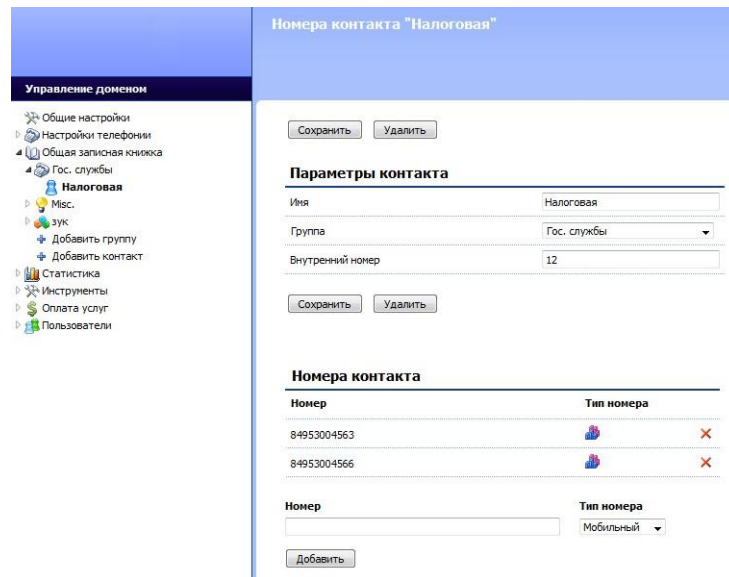 Номера контакта "Налоговая"
Управление доменом
Общие настройки
Настройки телефонии
Общая записная книжка
Гос. службы
Налоговая
Misc.
зук
Добавить группу
Добавить контакт
Статистика
Инструменты
Оплата услуг
Пользователи
Сохранить Удалить
Параметры контакта
Имя Налоговая
Группа Гос. службы
Внутренний номер 12
Сохранить Удалить
Номера контакта
Номер Тип номера
84953004563
84953004566
Номер Тип номера
Мобильный
Добавить